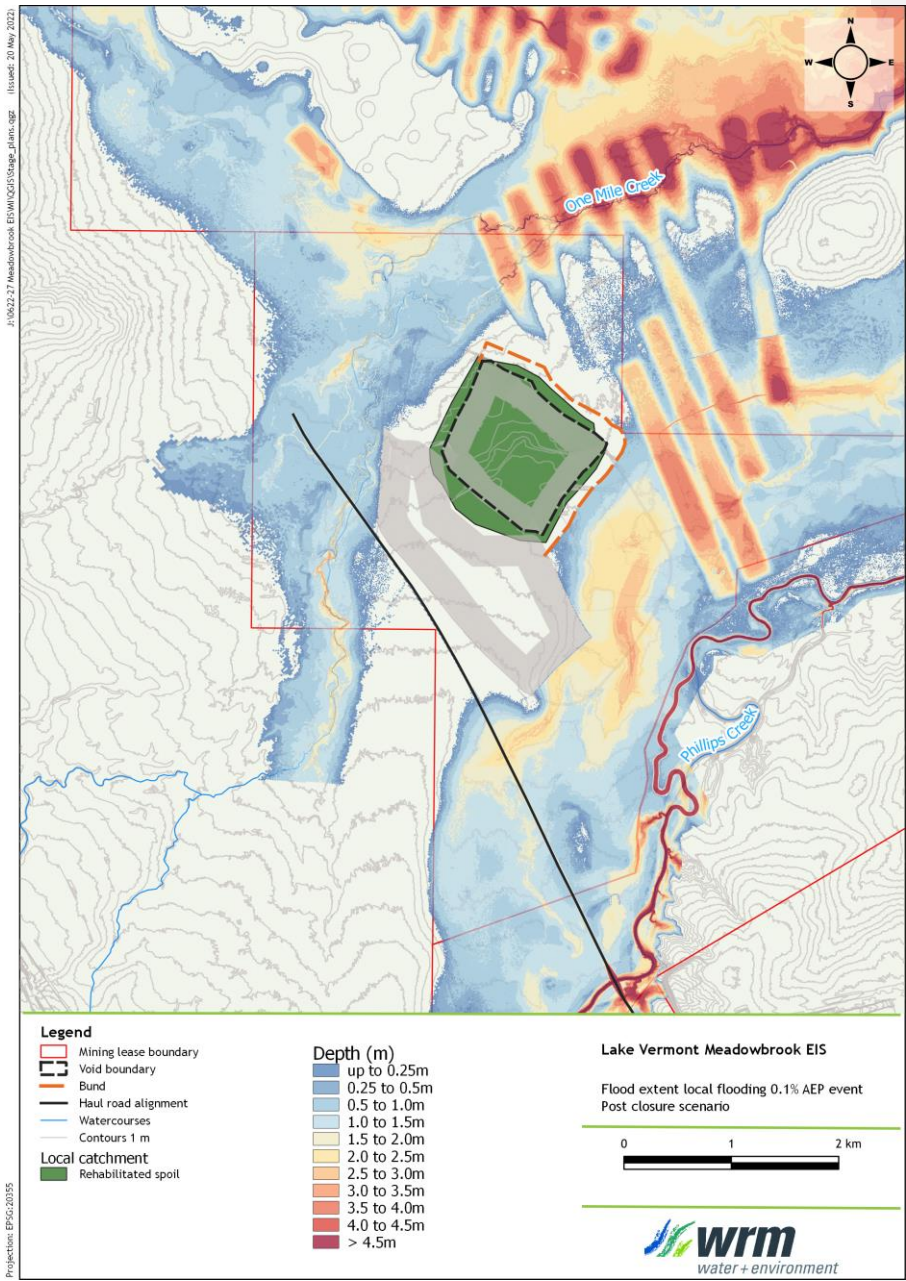 J:\0622-27 Meadowbrook EIS\MI\QGIS\Stage_plans.qgz (Issued: 20 May 2022)
N
W
E
S
One Mile Creek
Phillips Creek
Legend
Mining lease boundary
Void boundary
Bund
Haul road alignment
Watercourses
Contours 1 m
Local catchment
Rehabilitated spoil
Depth (m)
up to 0.25m
0.25 to 0.5m
0.5 to 1.0m
1.0 to 1.5m
1.5 to 2.0m
2.0 to 2.5m
2.5 to 3.0m
3.0 to 3.5m
3.5 to 4.0m
4.0 to 4.5m
> 4.5m
Lake Vermont Meadowbrook EIS
Flood extent local flooding 0.1% AEP event
Post closure scenario
0 1 2 km
wrm
water + environment
Projection: EPSG:20355